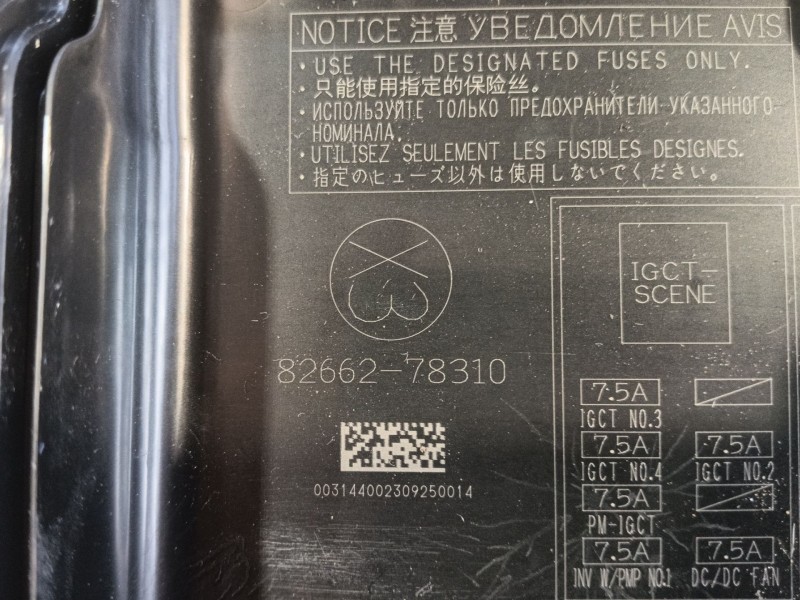 NOTICE 注意 УВЕДОМЛЕНИЕ AVIS
・USE THE DESIGNATED FUSES ONLY.
・只能使用指定的保险丝。
・ИСПОЛЬЗУЙТЕ ТОЛЬКО ПРЕДОХРАНИТЕЛИ УКАЗАННОГО
НОМИНАЛА.
・UTILISEZ SEULEMENT LES FUSIBLES DESIGNES.
・指定のヒューズ以外は使用しないでください。
IGCT-
SCENE
82662-78310
003144002309250014
7.5A
IGCT NO.3
7.5A 7.5A
IGCT NO.4 IGCT NO.2
7.5A
PM-IGCT
7.5A 7.5A
INV W/PMP NO.1 DC/DC FAN